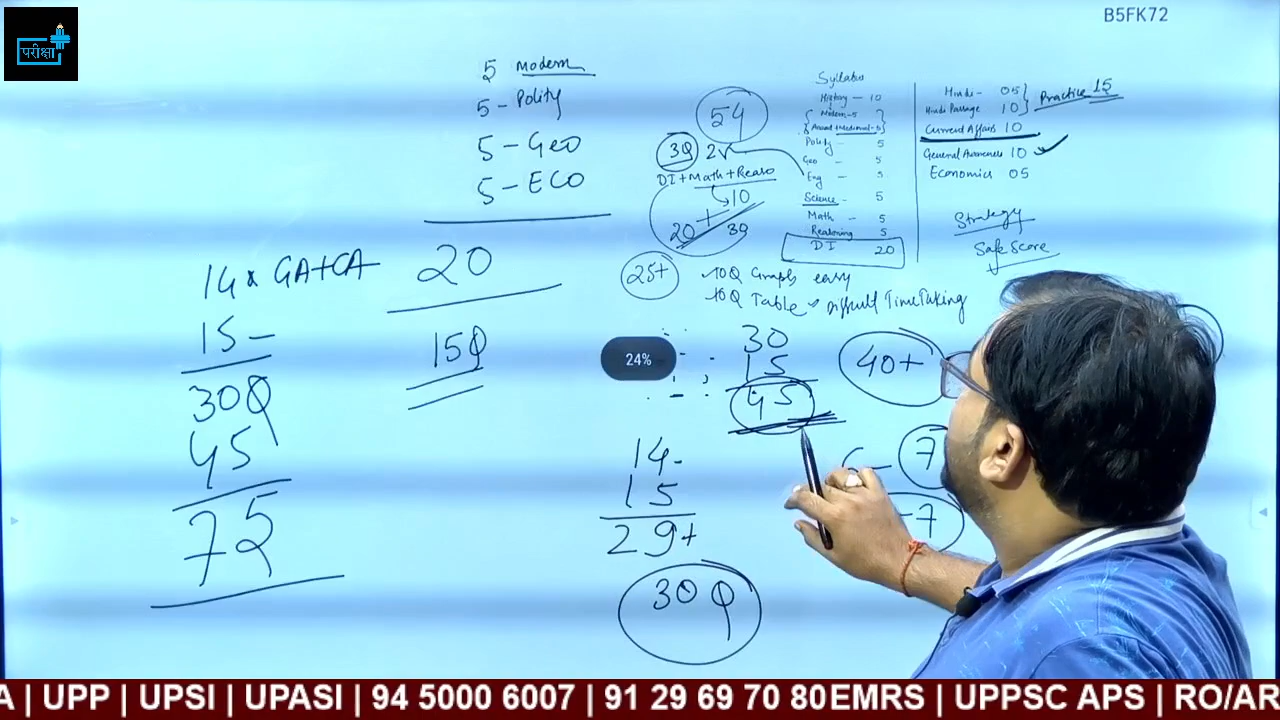 B5FK72
परीक्षा
5 Modern
5 - Polity
5 - Geo
5 - ECO
20
15Q
14 x GA+CA
15 -
30Q
45
75
54
30 2
DI + Math + Reaso
10
20 + 30
25+
Syllabus
History - 10
Modern - 5
Polity - 5
Geo - 5
Eng - 5
Science - 5
Math - 5
Reasoning 5
DI 20
Hindi - 05
Hindi Passage 10
Practice 15
Current Affairs 10
General Awareness 10
Economics 05
Strategy
Safe Score
10Q Graph easy
10Q Table - Difficult Time Taking
24%
30
15
45
40+
14 -
15
29+
30 Q
7
-7
A | UPP | UPSI | UPASI | 94 5000 6007 | 91 29 69 70 80EMRS | UPPSC APS | RO/AR